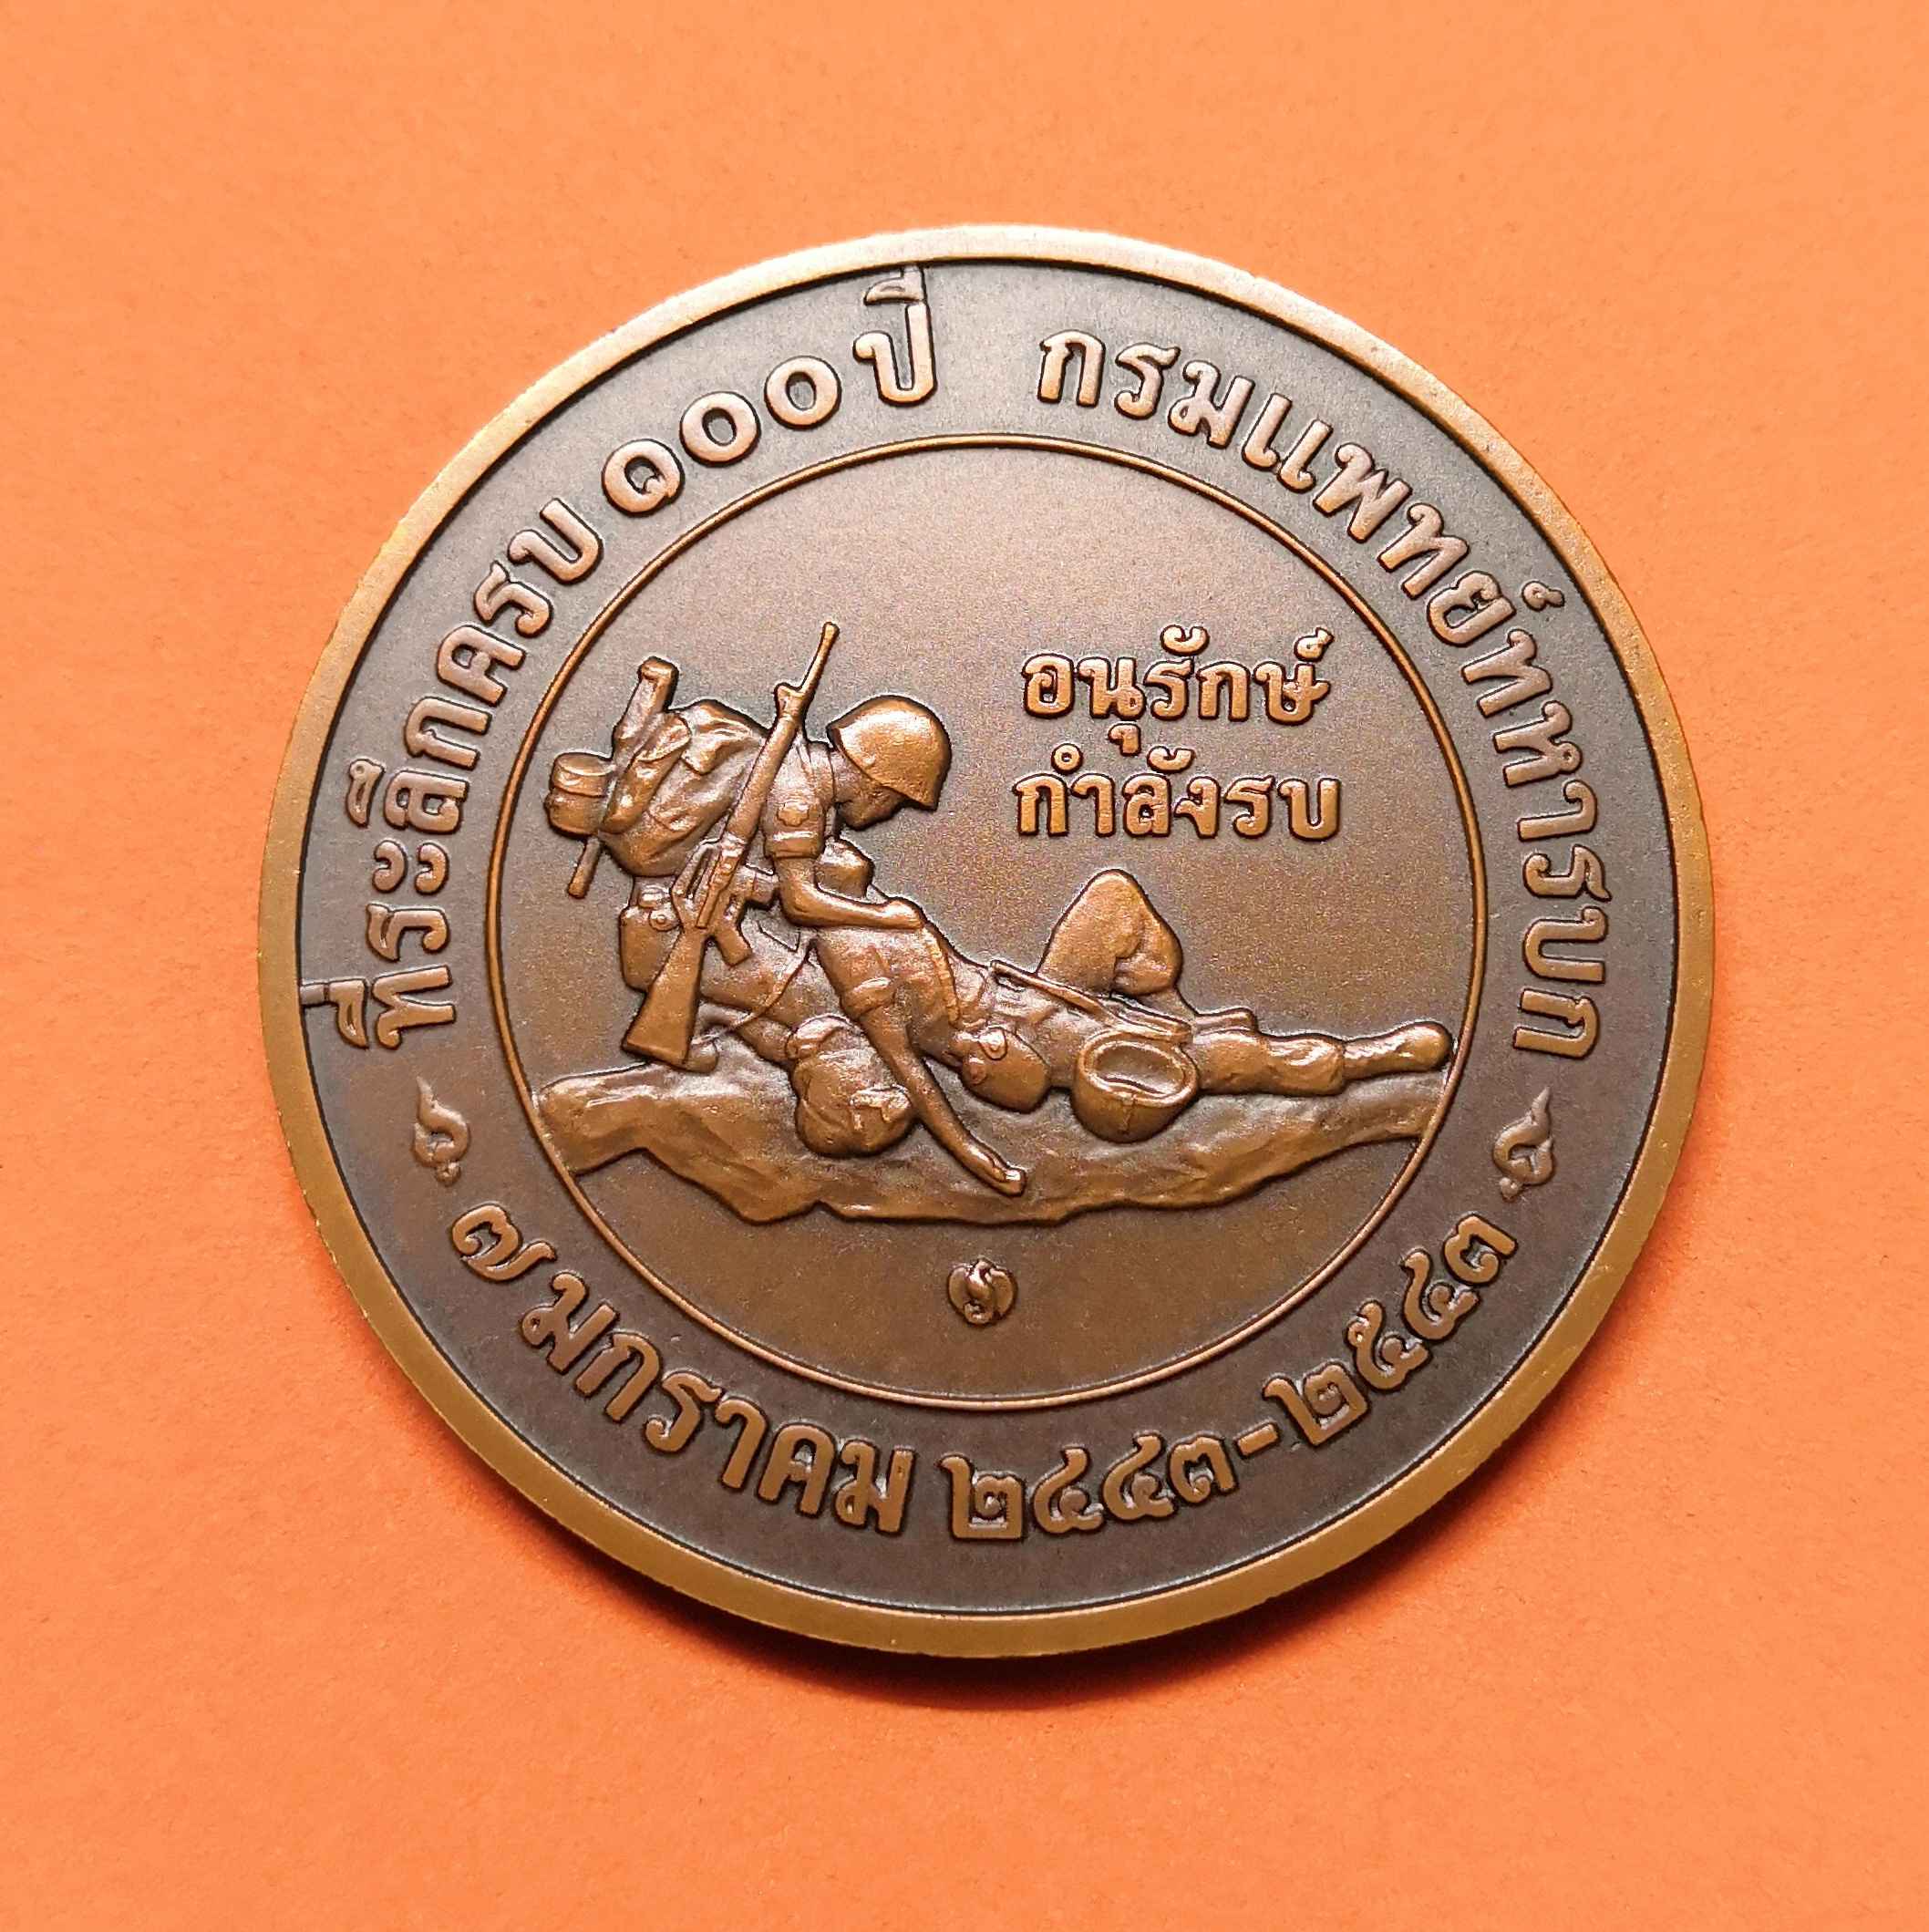 ที่ระลึกครบ ๑๐๐ ปี กรมแพทย์ทหารบก
อนุรักษ์
กำลังรบ
๗ มกราคม ๒๔๔๓-๒๕๔๓